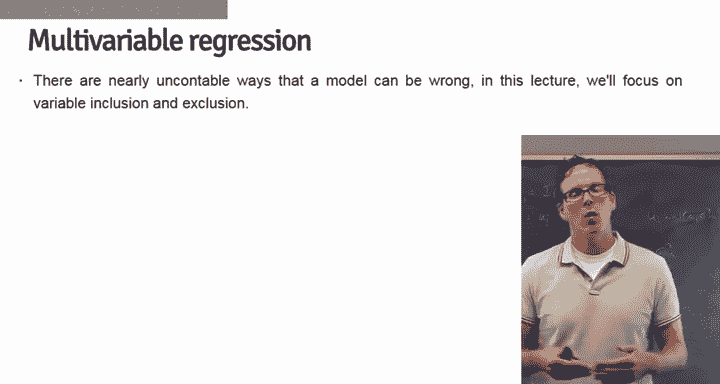 Multivariable regression
· There are nearly uncontable ways that a model can be wrong, in this lecture, we'll focus on
variable inclusion and exclusion.